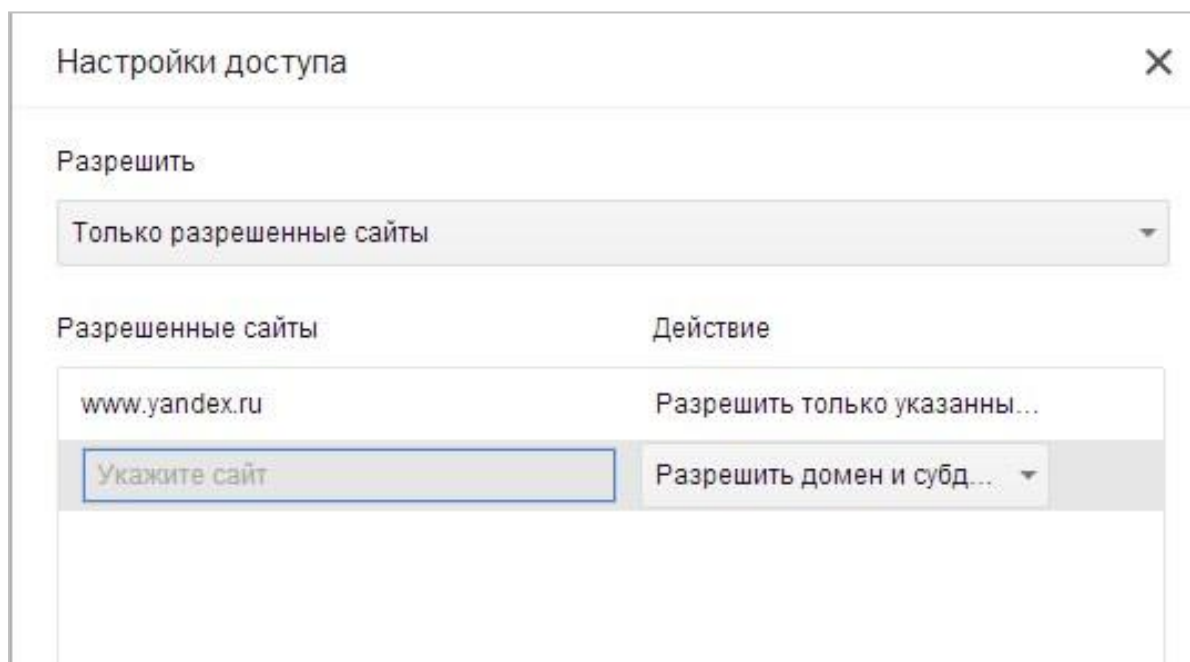 Настройки доступа
Разрешить
Только разрешенные сайты
Разрешенные сайты Действие
www.yandex.ru Разрешить только указанны...
Укажите сайт Разрешить домен и субд...